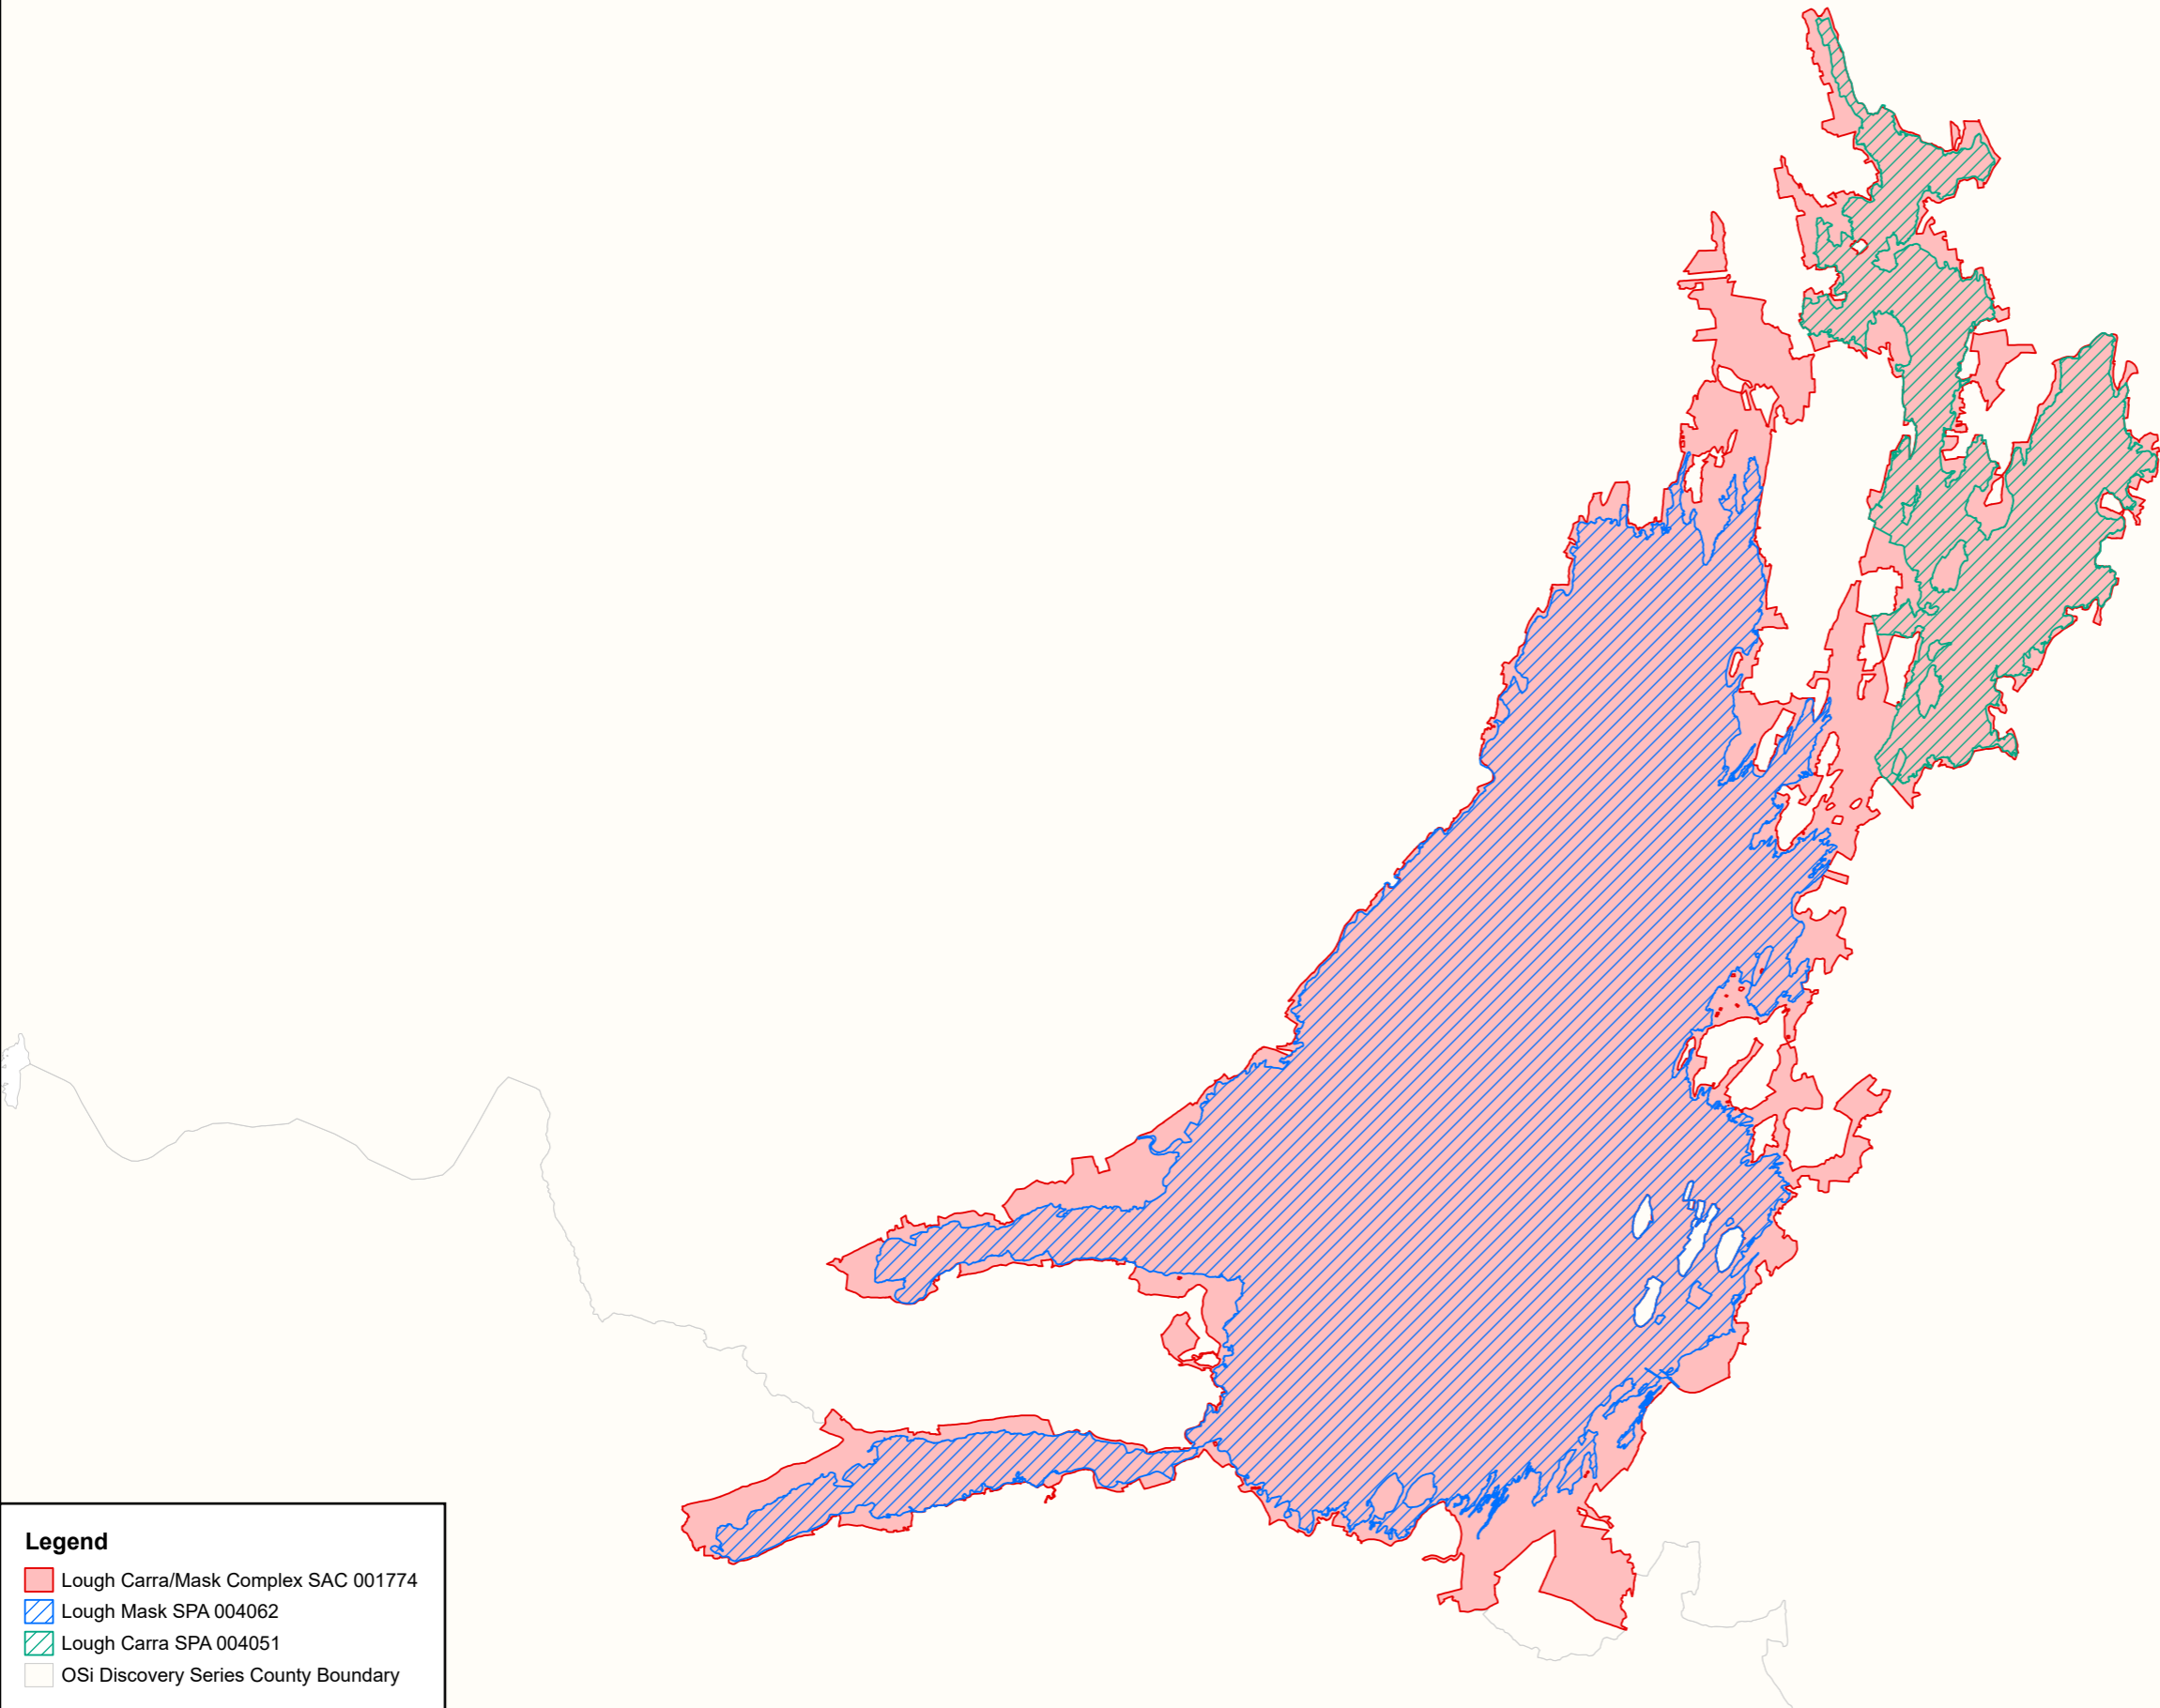 Legend
Lough Carra/Mask Complex SAC 001774
Lough Mask SPA 004062
Lough Carra SPA 004051
OSi Discovery Series County Boundary